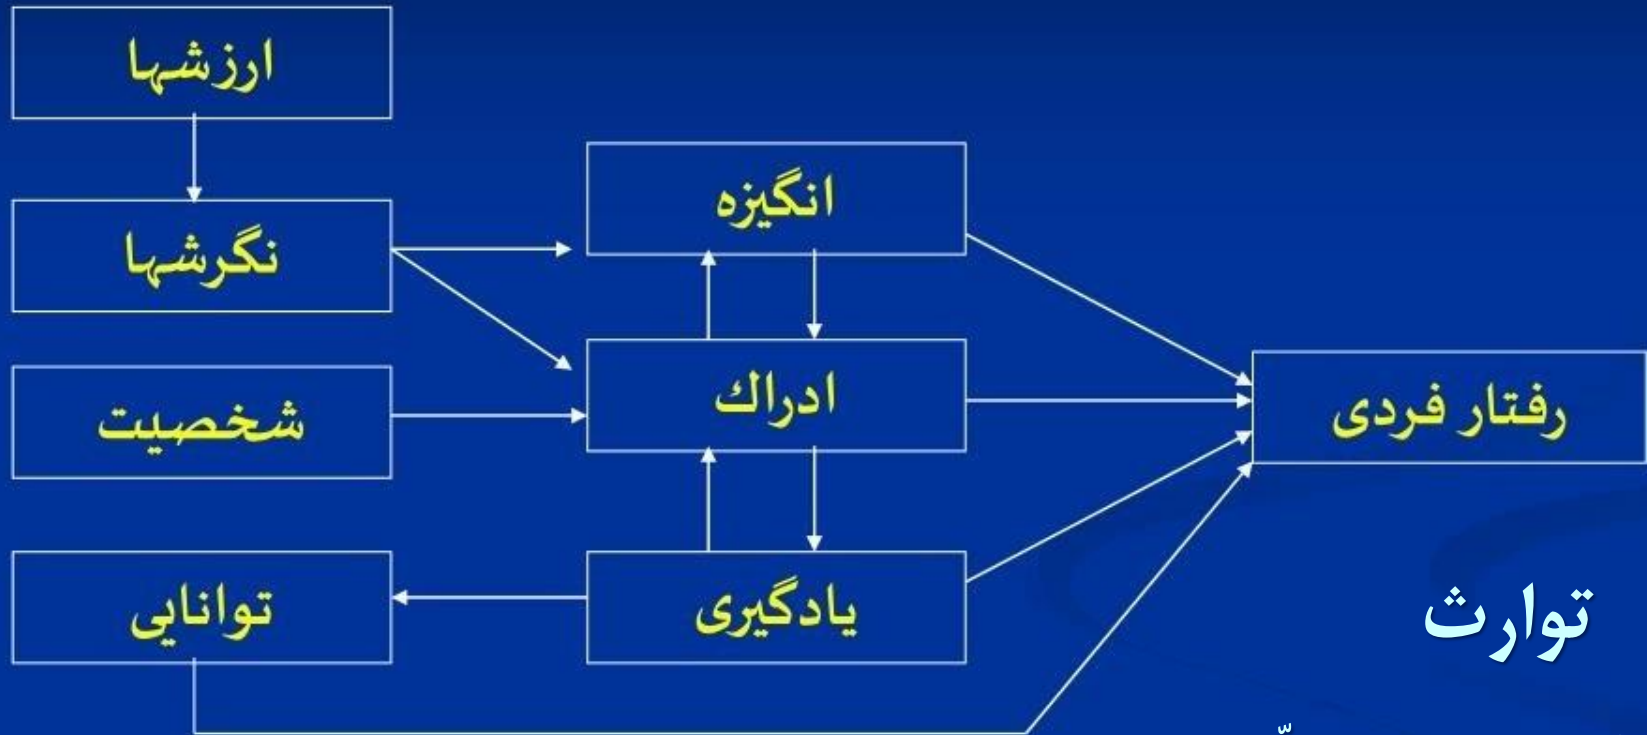 ارزشها
نگرشها
شخصیت
توانایی
انگیزه
ادراك
یادگیری
رفتار فردی
توارث